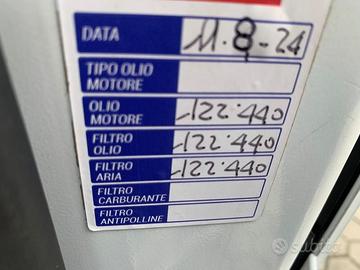 DATA 11·8-24
TIPO OLIO
MOTORE
OLIO
MOTORE 122·440
FILTRO
OLIO 122·440
FILTRO
ARIA 122·440
FILTRO
CARBURANTE
FILTRO
ANTIPOLLINE
subito